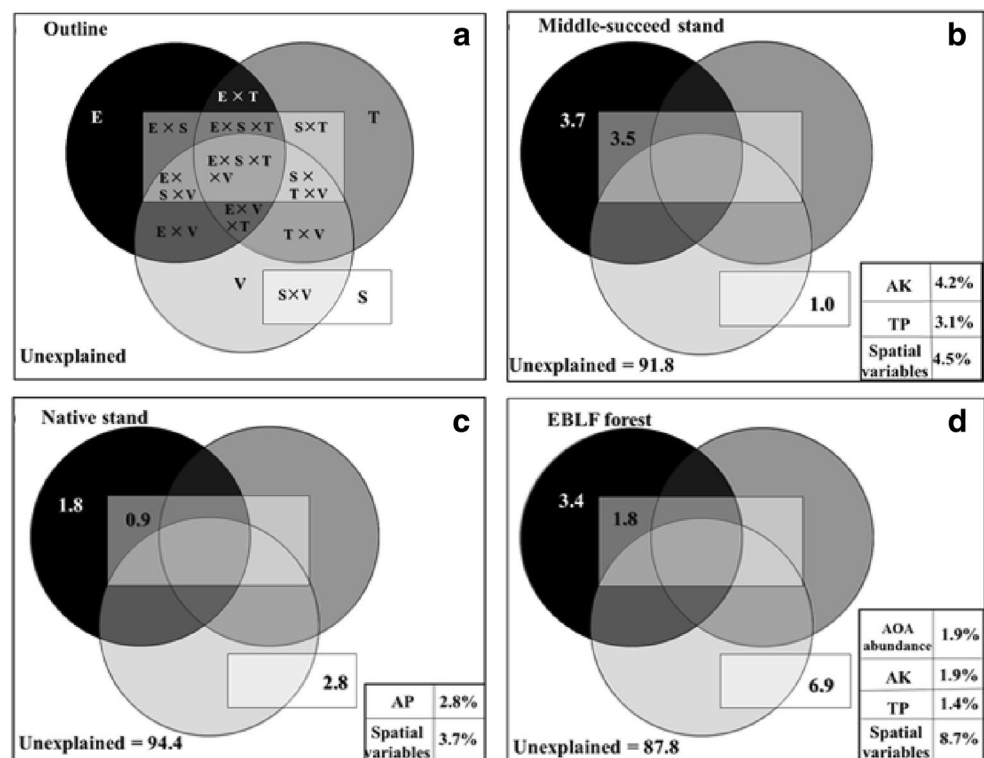 Outline
a
E
E × T
T
E × S
E × S × T
S×T
E × S × T
× V
E×
S × V
S ×
T × V
E × V
× T
E × V
T × V
V
S×V
S
Unexplained
Middle-succeed stand
b
3.7
3.5
1.0
AK 4.2%
TP 3.1%
Spatial
variables 4.5%
Unexplained = 91.8
Native stand
c
1.8
0.9
2.8
AP 2.8%
Spatial
variables 3.7%
Unexplained = 94.4
EBLF forest
d
3.4
1.8
6.9
AOA
abundance 1.9%
AK 1.9%
TP 1.4%
Spatial
variables 8.7%
Unexplained = 87.8